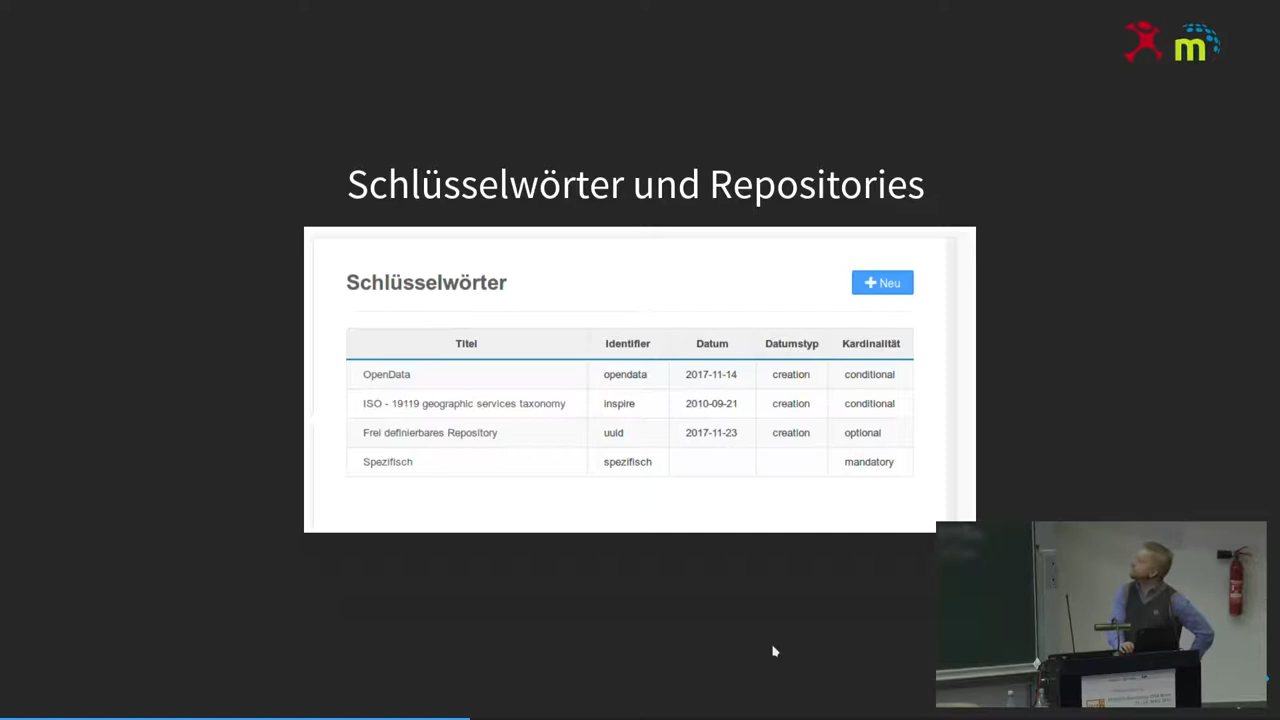 m
Schlüsselwörter und Repositories
Schlüsselwörter
Neu
Titel Identifier Datum Datumstyp Kardinalität
OpenData opendata 2017-11-14 creation conditional
ISO - 19119 geographic services taxonomy inspire 2010-09-21 creation conditional
Frei definierbares Repository uuid 2017-11-23 creation optional
Spezifisch spezifisch mandatory